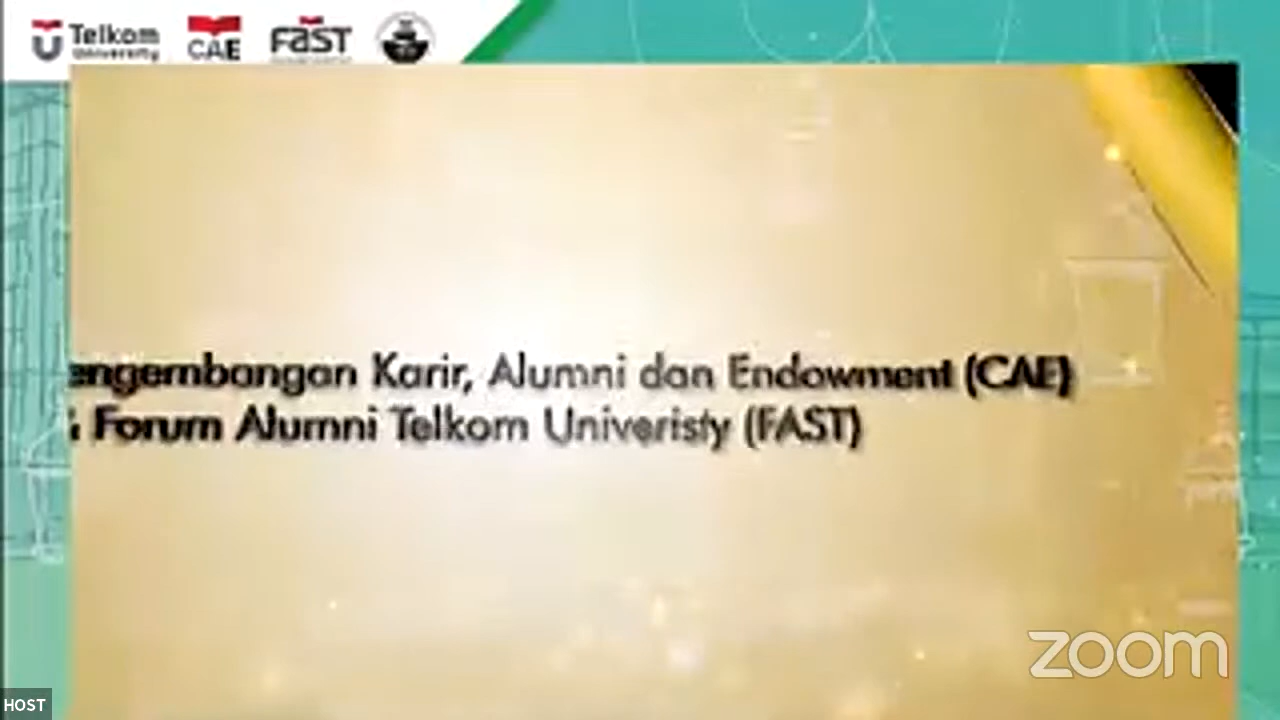 Telkom
University
CAE
FAST
engembangan Karir, Alumni dan Endowment (CAE)
& Forum Alumni Telkom Univeristy (FAST)
zoom
HOST